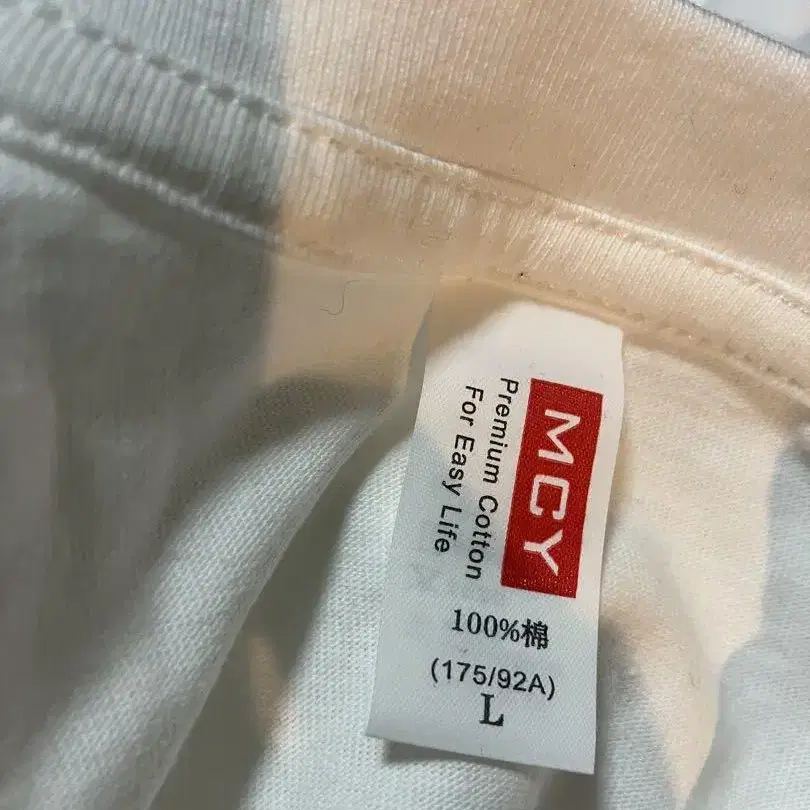 MCY
Premium Cotton
For Easy Life
100%棉
(175/92A)
L